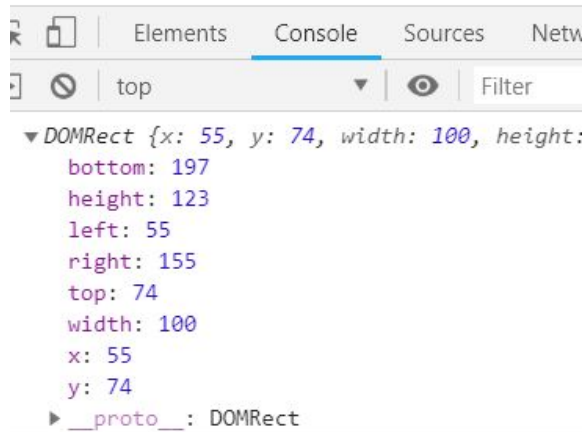 Elements Console Sources
top Filter
DOMRect {x: 55, y: 74, width: 100, height:
bottom: 197
height: 123
left: 55
right: 155
top: 74
width: 100
x: 55
y: 74
__proto__: DOMRect